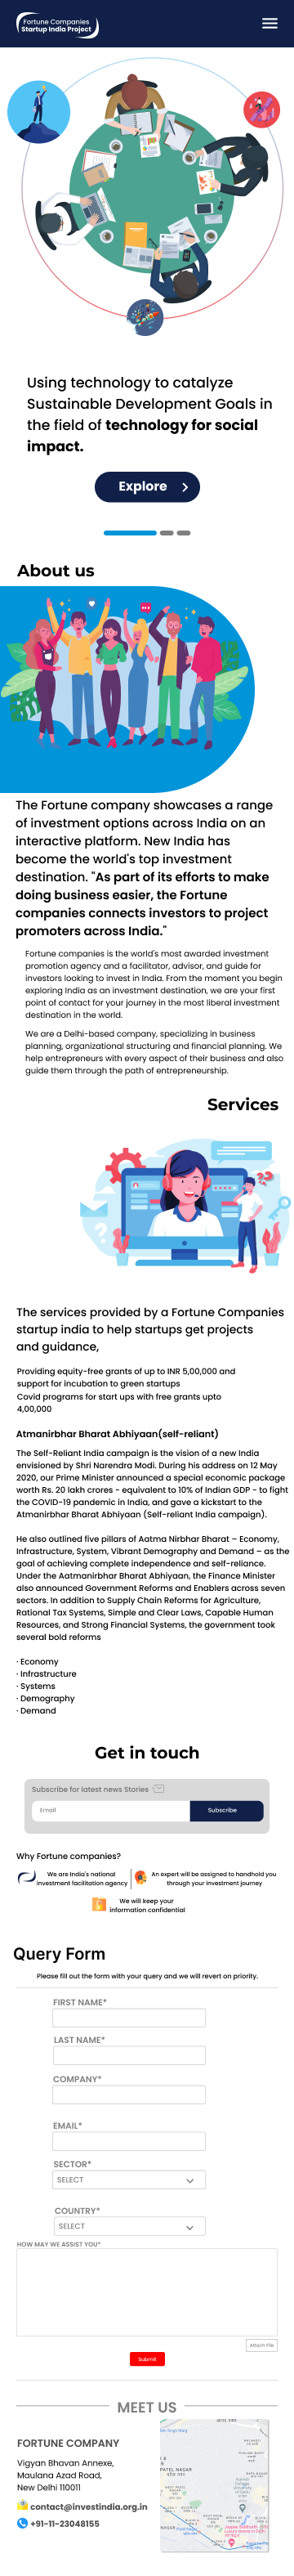 Fortune Companies
Startup India Project
Using technology to catalyze
Sustainable Development Goals in
the field of technology for social
impact.
Explore
About us
The Fortune company showcases a range
of investment options across India on an
interactive platform. New India has
become the world's top investment
destination. "As part of its efforts to make
doing business easier, the Fortune
companies connects investors to project
promoters across India."
Fortune companies is the world's most awarded investment
promotion agency and a facilitator, advisor, and guide for
investors looking to invest in India. From the moment you begin
exploring India as an investment destination, we are your first
point of contact for your journey in the most liberal investment
destination in the world.
We are a Delhi-based company, specializing in business
planning, organizational structuring and financial planning. We
help entrepreneurs with every aspect of their business and also
guide them through the path of entrepreneurship.
Services
The services provided by a Fortune Companies
startup india to help startups get projects
and guidance,
Providing equity-free grants of up to INR 5,00,000 and
support for incubation to green startups
Covid programs for start ups with free grants upto
4,00,000
Atmanirbhar Bharat Abhiyaan(self-reliant)
The Self-Reliant India campaign is the vision of a new India
envisioned by Shri Narendra Modi. During his address on 12 May
2020, our Prime Minister announced a special economic package
worth Rs. 20 lakh crores - equivalent to 10% of Indian GDP - to fight
the COVID-19 pandemic in India, and gave a kickstart to the
Atmanirbhar Bharat Abhiyaan (Self-reliant India campaign).
He also outlined five pillars of Aatma Nirbhar Bharat – Economy,
Infrastructure, System, Vibrant Demography and Demand – as the
goal of achieving complete independence and self-reliance.
Under the Aatmanirbhar Bharat Abhiyaan, the Finance Minister
also announced Government Reforms and Enablers across seven
sectors. In addition to Supply Chain Reforms for Agriculture,
Rational Tax Systems, Simple and Clear Laws, Capable Human
Resources, and Strong Financial Systems, the government took
several bold reforms
· Economy
· Infrastructure
· Systems
· Demography
· Demand
Get in touch
Subscribe for latest news Stories
Email
Subscribe
Why Fortune companies?
We are India's national
investment facilitation agency
An expert will be assigned to handhold you
through your investment journey
We will keep your
information confidential
Query Form
Please fill out the form with your query and we will revert on priority.
FIRST NAME*
LAST NAME*
COMPANY*
EMAIL*
SECTOR*
SELECT
COUNTRY*
SELECT
HOW MAY WE ASSIST YOU*
Attach File
Submit
MEET US
FORTUNE COMPANY
Vigyan Bhavan Annexe,
Maulana Azad Road,
New Delhi 110011
contact@investindia.org.in
+91-11-23048155
PATEL NAGAR